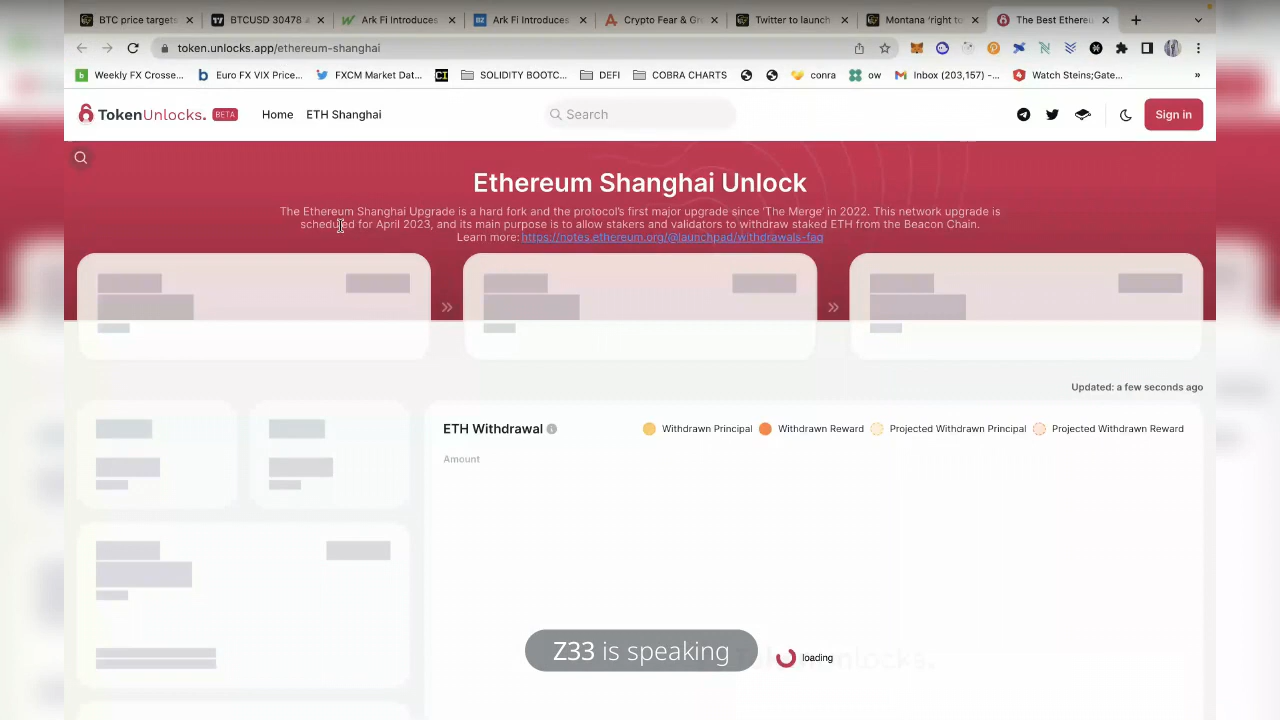 BTC price targets
BTCUSD 30478
Ark Fi Introduces
Ark Fi Introduces
Crypto Fear & Gr
Twitter to launch
Montana 'right to
The Best Ethereu
token.unlocks.app/ethereum-shanghai
Weekly FX Crosse...
Euro FX VIX Price...
FXCM Market Dat...
CI
SOLIDITY BOOTC...
DEFI
COBRA CHARTS
conra
ow
Inbox (203,157) -...
Watch Steins;Gate...
»
TokenUnlocks. BETA
Home
ETH Shanghai
Search
Sign in
Ethereum Shanghai Unlock
The Ethereum Shanghai Upgrade is a hard fork and the protocol's first major upgrade since 'The Merge' in 2022. This network upgrade is
scheduled for April 2023, and its main purpose is to allow stakers and validators to withdraw staked ETH from the Beacon Chain.
Learn more: https://notes.ethereum.org/@launchpad/withdrawals-faq
Updated: a few seconds ago
ETH Withdrawal
Withdrawn Principal
Withdrawn Reward
Projected Withdrawn Principal
Projected Withdrawn Reward
Amount
Z33 is speaking
loading